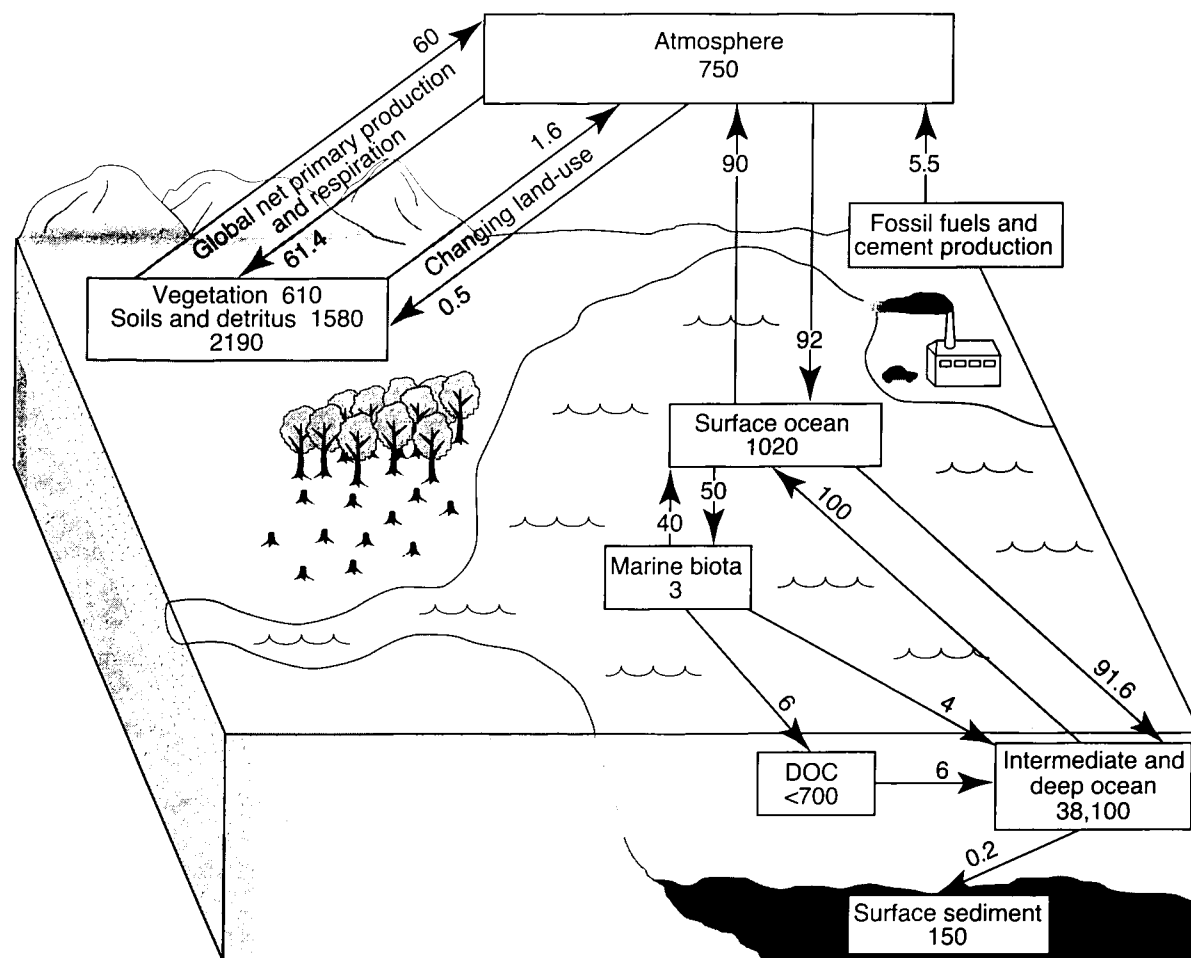 Atmosphere
750
60
Global net primary production
and respiration
61.4
1.6
Changing land-use
0.5
90
92
5.5
Fossil fuels and
cement production
Vegetation 610
Soils and detritus 1580
2190
Surface ocean
1020
40
50
100
91.6
Marine biota
3
6
4
DOC
<700
6
Intermediate and
deep ocean
38,100
0.2
Surface sediment
150